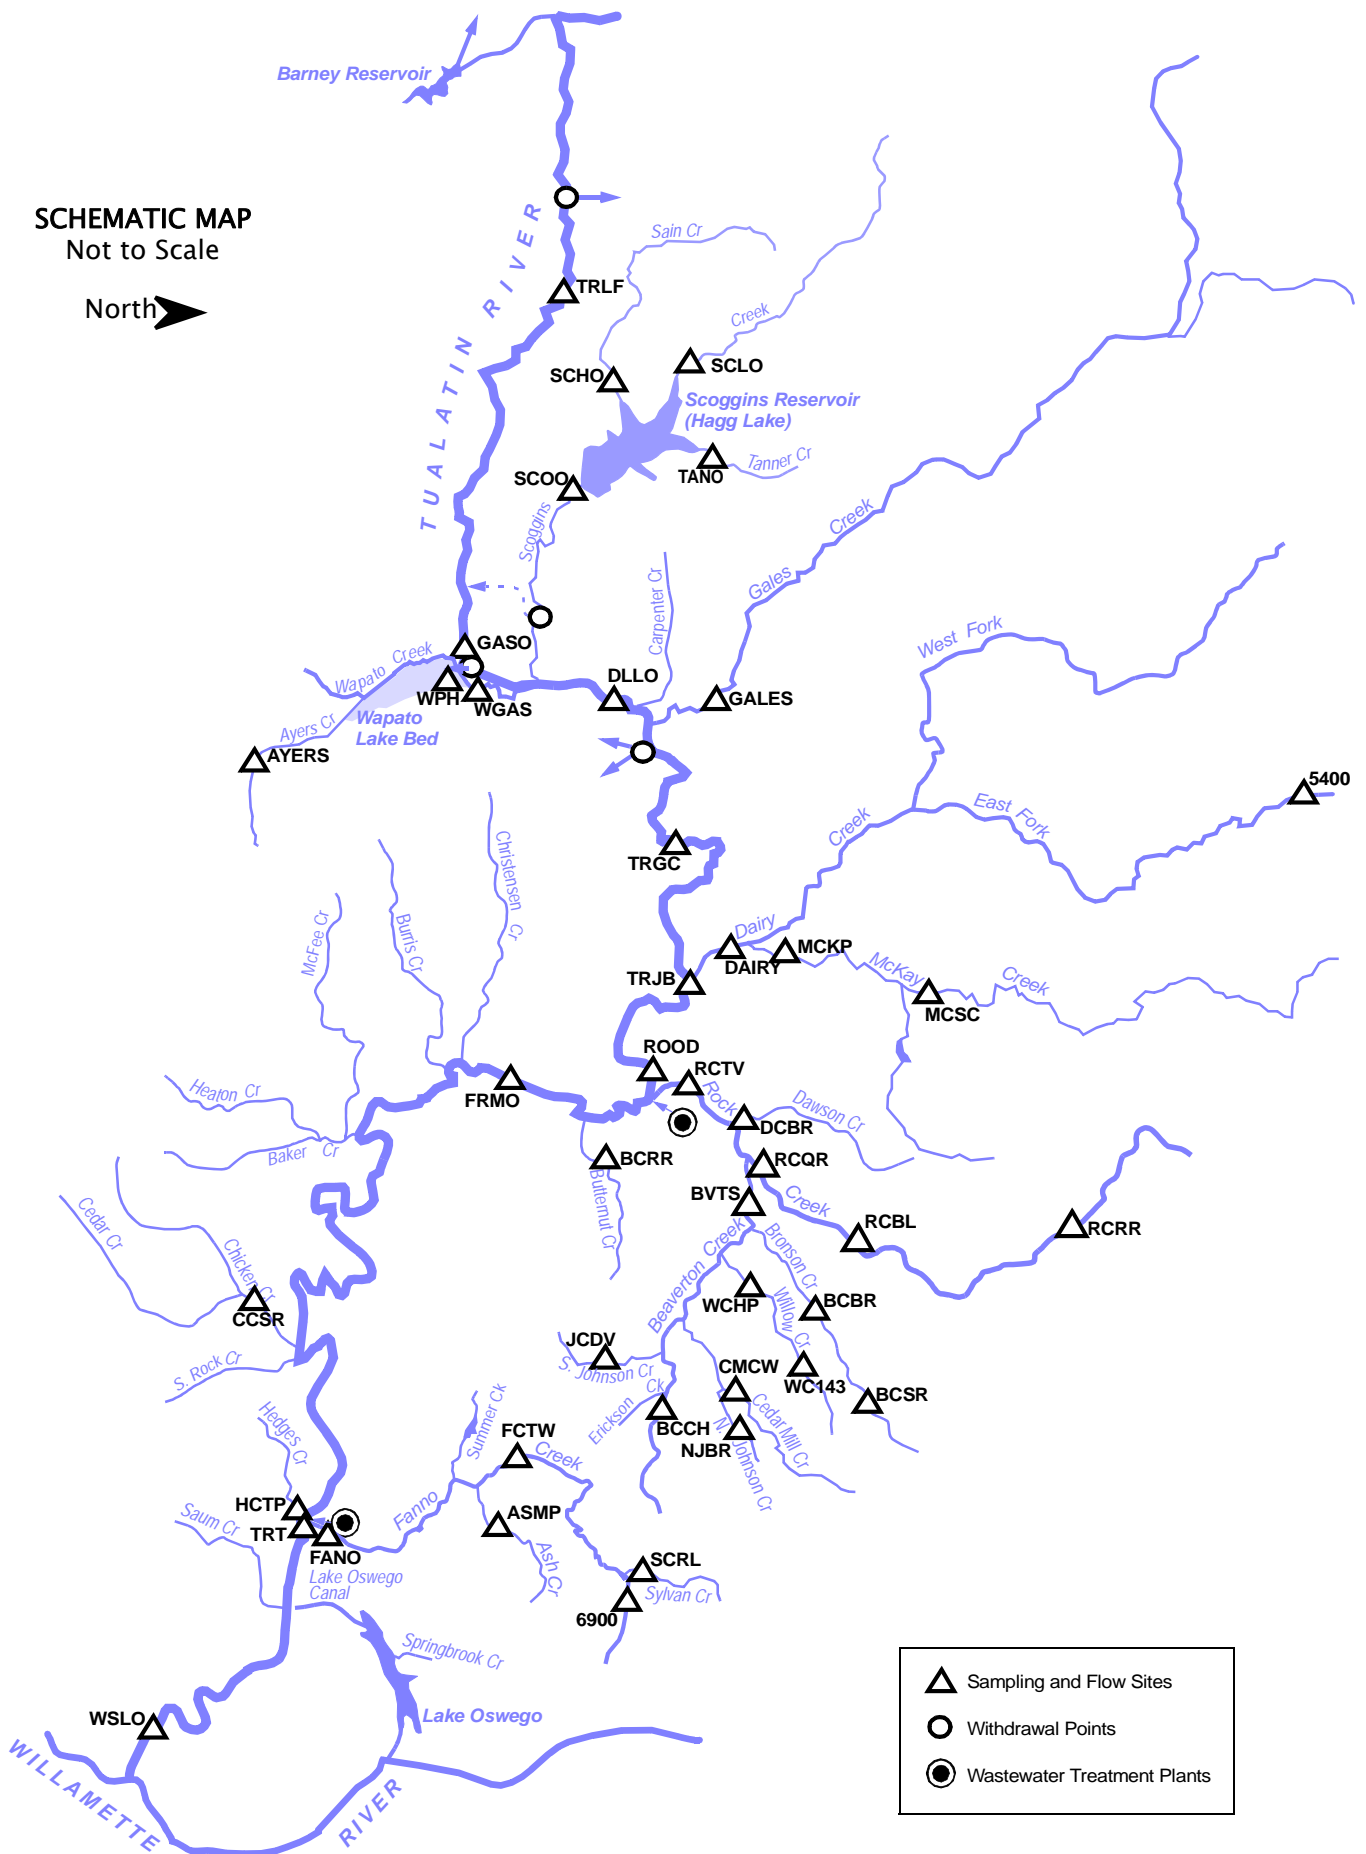 Barney Reservoir
SCHEMATIC MAP
Not to Scale
North
TUALATIN RIVER
TRLF
Sain Cr
Creek
SCHO
SCLO
Scoggins Reservoir
(Hagg Lake)
TANO
Tanner Cr
SCOO
Scoggins
Gales Creek
Carpenter Cr
West Fork
GASO
Wapato Creek
WPH
WGAS
DLLO
GALES
Wapato
Lake Bed
Ayers Cr
AYERS
5400
East Fork
Creek
TRGC
Christensen Cr
Burris Cr
McFee Cr
Dairy
DAIRY
MCKP
McKay Creek
MCSC
TRJB
ROOD
RCTV
Rock
FRMO
DCBR
Dawson Cr
Heaton Cr
Baker Cr
BCRR
Butternut Cr
RCQR
BVTS
Creek
RCBL
RCRR
Cedar Cr
Chicken Cr
CCSR
Beaverton Creek
Bronson Cr
WCHP
Willow Cr
BCBR
JCDV
S. Johnson Cr
CMCW
WC143
BCSR
S. Rock Cr
Erickson Ck
BCCH
NJBR
Cedar Mill Cr
N. Johnson Cr
Hedges Cr
Summer Ck
FCTW
Creek
Fanno
HCTP
TRT
FANO
Saum Cr
ASMP
Ash Cr
Lake Oswego
Canal
SCRL
Sylvan Cr
6900
Springbrook Cr
Lake Oswego
WSLO
WILLAMETTE
RIVER
Sampling and Flow Sites
Withdrawal Points
Wastewater Treatment Plants